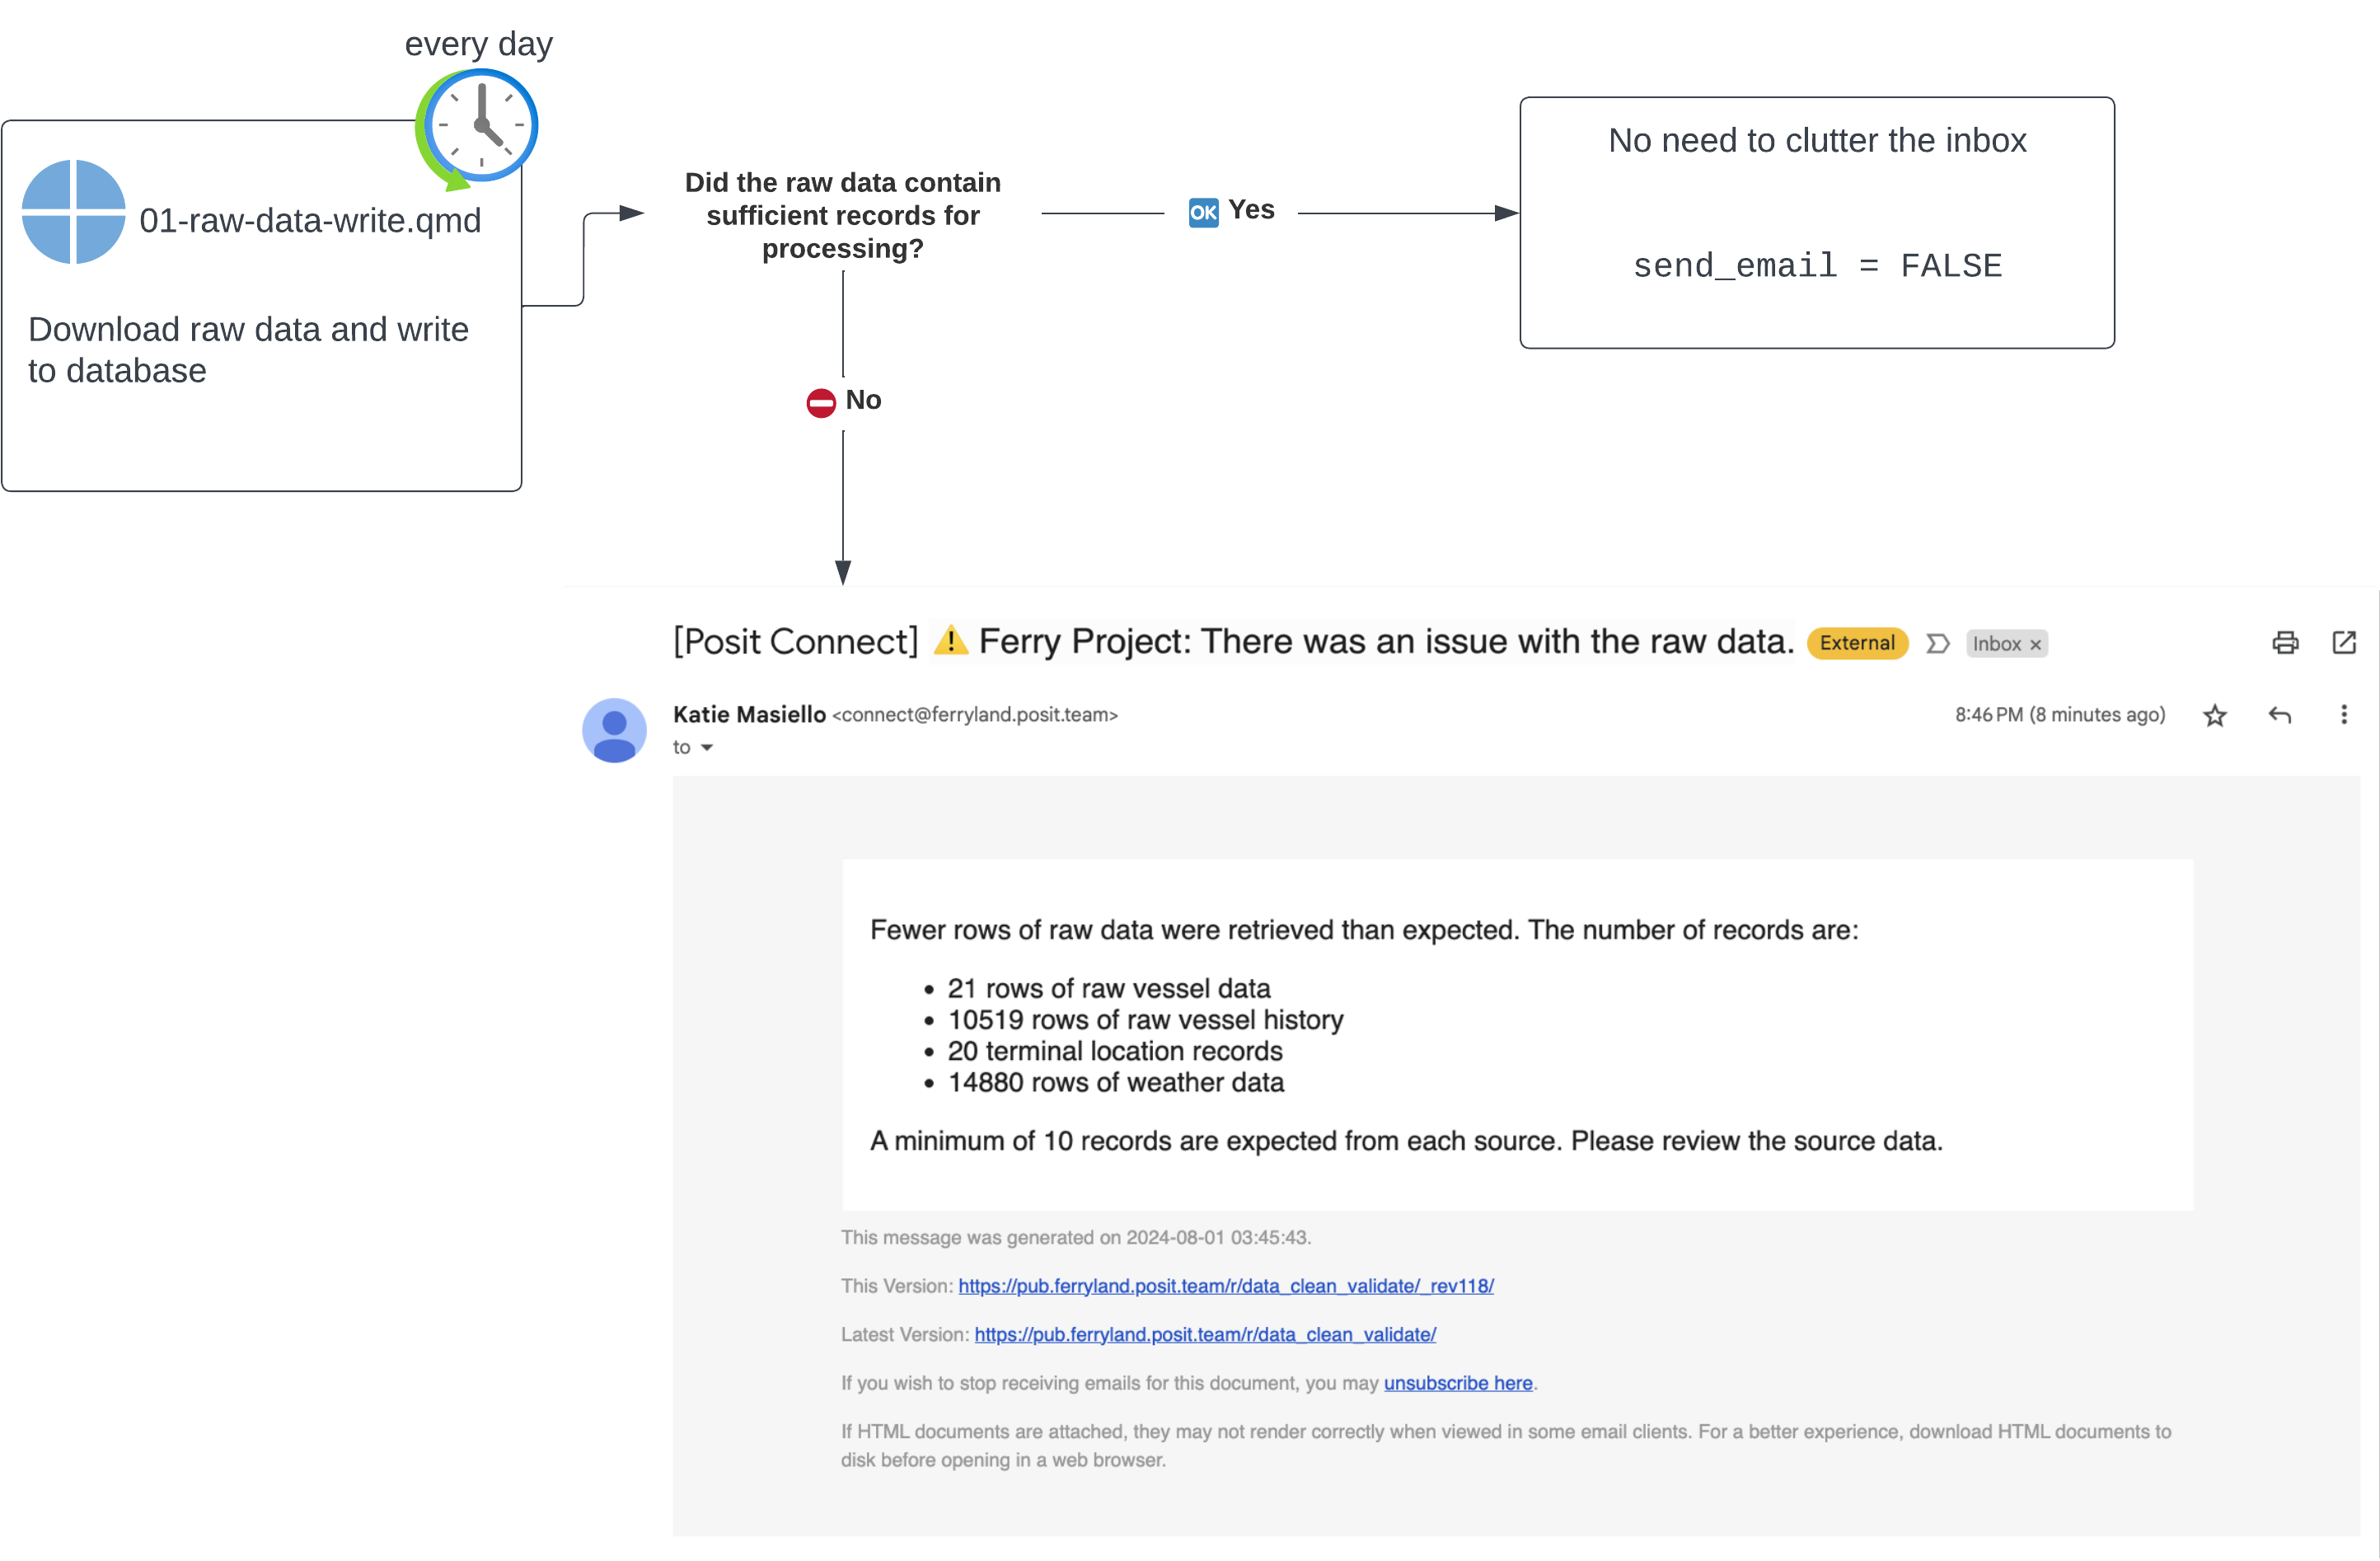 every day
01-raw-data-write.qmd
Download raw data and write
to database
Did the raw data contain
sufficient records for
processing?
OK Yes
No need to clutter the inbox
send_email = FALSE
No
[Posit Connect] ⚠️ Ferry Project: There was an issue with the raw data. External Inbox ×
Katie Masiello <connect@ferryland.posit.team> 8:46 PM (8 minutes ago)
to
Fewer rows of raw data were retrieved than expected. The number of records are:
• 21 rows of raw vessel data
• 10519 rows of raw vessel history
• 20 terminal location records
• 14880 rows of weather data
A minimum of 10 records are expected from each source. Please review the source data.
This message was generated on 2024-08-01 03:45:43.
This Version: https://pub.ferryland.posit.team/r/data_clean_validate/_rev118/
Latest Version: https://pub.ferryland.posit.team/r/data_clean_validate/
If you wish to stop receiving emails for this document, you may unsubscribe here.
If HTML documents are attached, they may not render correctly when viewed in some email clients. For a better experience, download HTML documents to
disk before opening in a web browser.